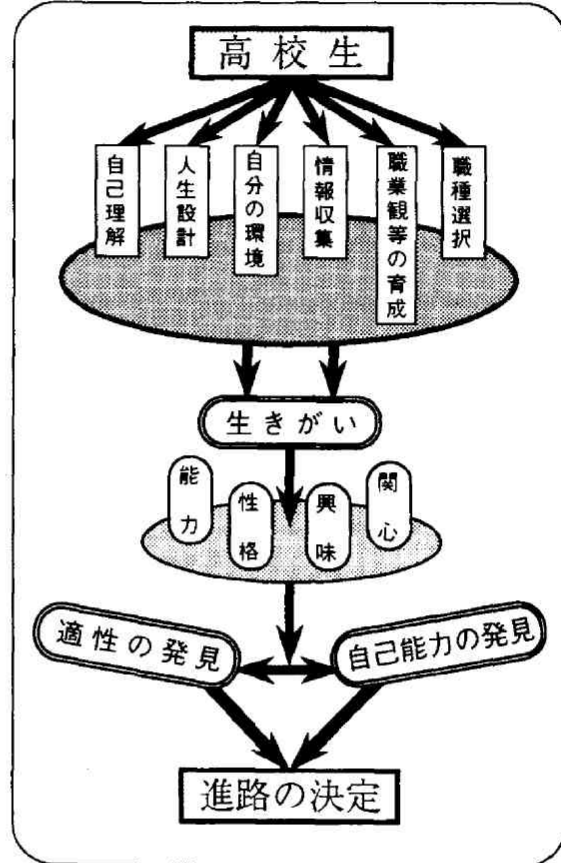 高校生
自己理解
人生設計
自分の環境
情報収集
職業観等の育成
職種選択
生きがい
能力
性格
興味
関心
適性の発見
自己能力の発見
進路の決定